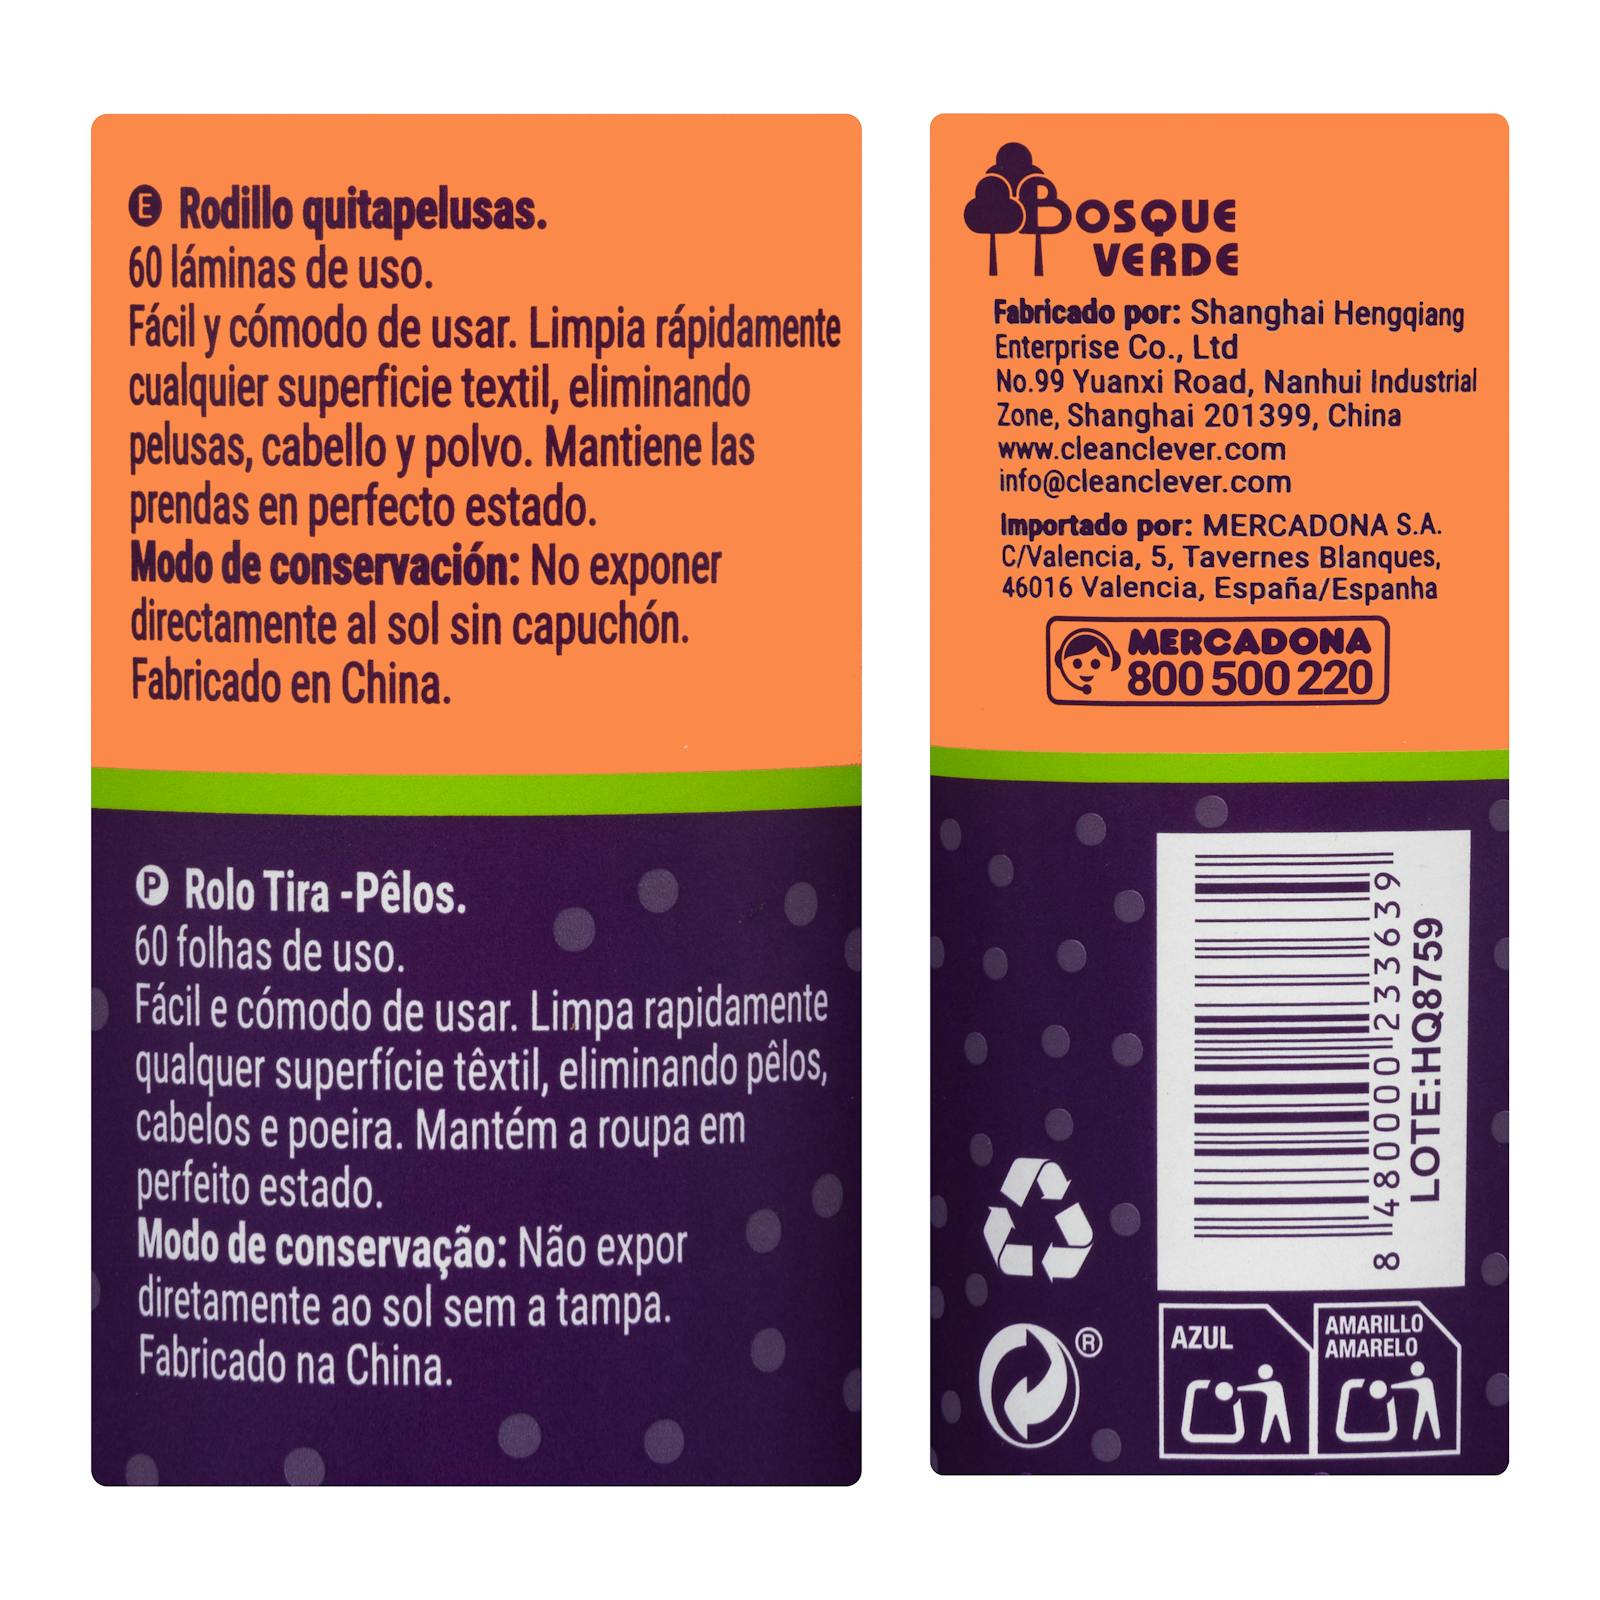 E Rodillo quitapelusas.
60 láminas de uso.
Fácil y cómodo de usar. Limpia rápidamente
cualquier superficie textil, eliminando
pelusas, cabello y polvo. Mantiene las
prendas en perfecto estado.
Modo de conservación: No exponer
directamente al sol sin capuchón.
Fabricado en China.
P Rolo Tira -Pêlos.
60 folhas de uso.
Fácil e cómodo de usar. Limpa rapidamente
qualquer superfície têxtil, eliminando pêlos,
cabelos e poeira. Mantém a roupa em
perfeito estado.
Modo de conservação: Não expor
diretamente ao sol sem a tampa.
Fabricado na China.
BOSQUE
VERDE
Fabricado por: Shanghai Hengqiang
Enterprise Co., Ltd
No.99 Yuanxi Road, Nanhui Industrial
Zone, Shanghai 201399, China
www.cleanclever.com
info@cleanclever.com
Importado por: MERCADONA S.A.
C/Valencia, 5, Tavernes Blanques,
46016 Valencia, España/Espanha
MERCADONA
800 500 220
8 480000 233639
LOTE:HQ8759
®
AZUL
AMARILLO
AMARELO